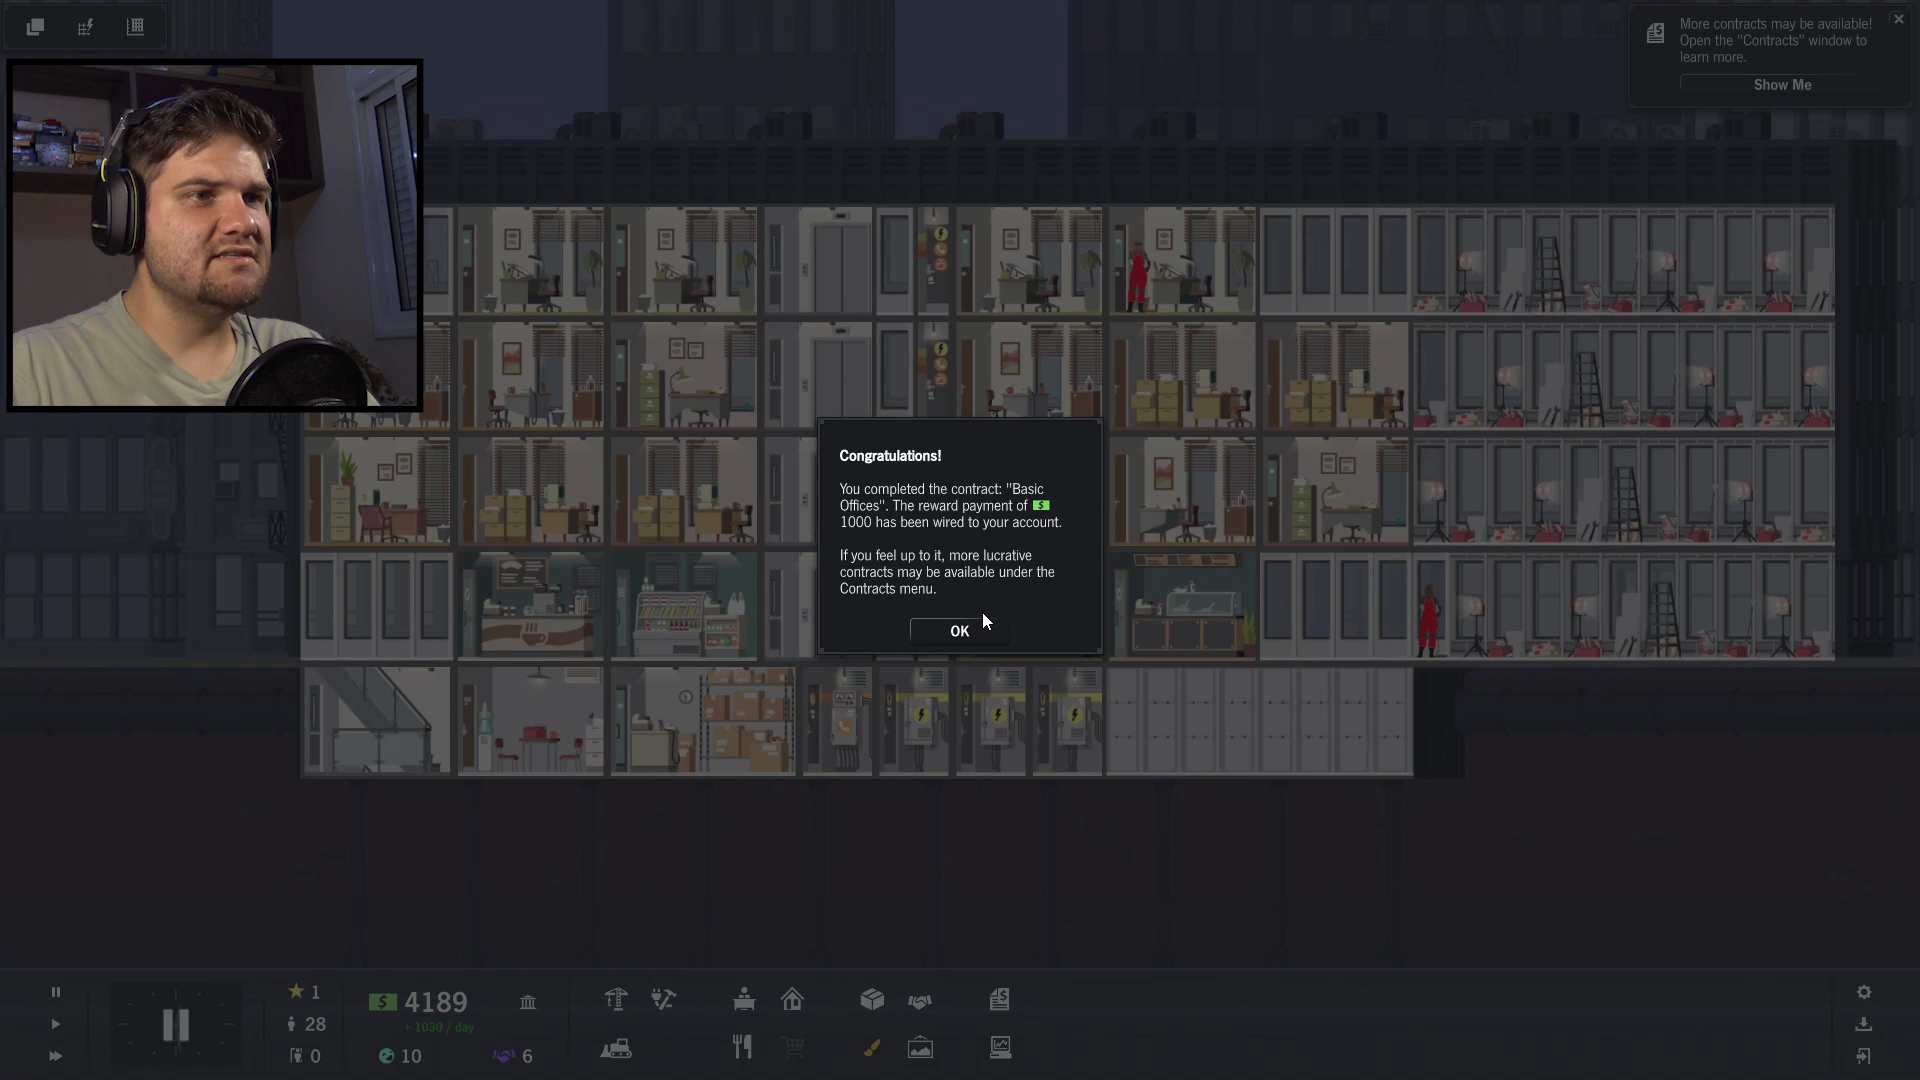 More contracts may be available!
Open the "Contracts" window to
learn more.
Show Me
Congratulations!
You completed the contract: "Basic
Offices". The reward payment of
1000 has been wired to your account.
If you feel up to it, more lucrative
contracts may be available under the
Contracts menu.
OK
1
28
0
$ 4189
+ 1030 / day
10
6